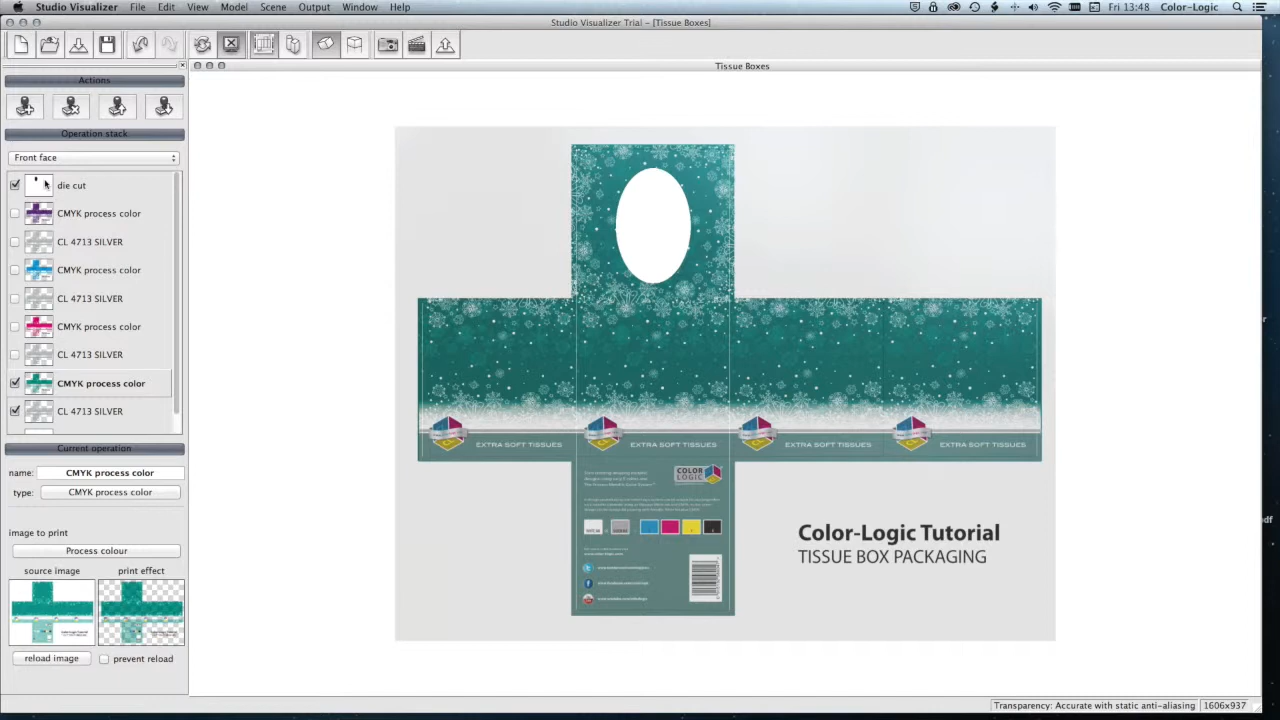 Studio Visualizer File Edit View Model Scene Output Window Help
Fri 13:48 Color-Logic
Studio Visualizer Trial - [Tissue Boxes]
Actions
Tissue Boxes
Operation stack
Front face
die cut
CMYK process color
CL 4713 SILVER
CMYK process color
CL 4713 SILVER
CMYK process color
CL 4713 SILVER
CMYK process color
CL 4713 SILVER
Current operation
name: CMYK process color
type: CMYK process color
image to print
Process colour
source image print effect
reload image prevent reload
EXTRA SOFT TISSUES EXTRA SOFT TISSUES EXTRA SOFT TISSUES EXTRA SOFT TISSUES
COLOR
LOGIC
Color-Logic Tutorial
TISSUE BOX PACKAGING
Transparency: Accurate with static anti-aliasing 1606x937